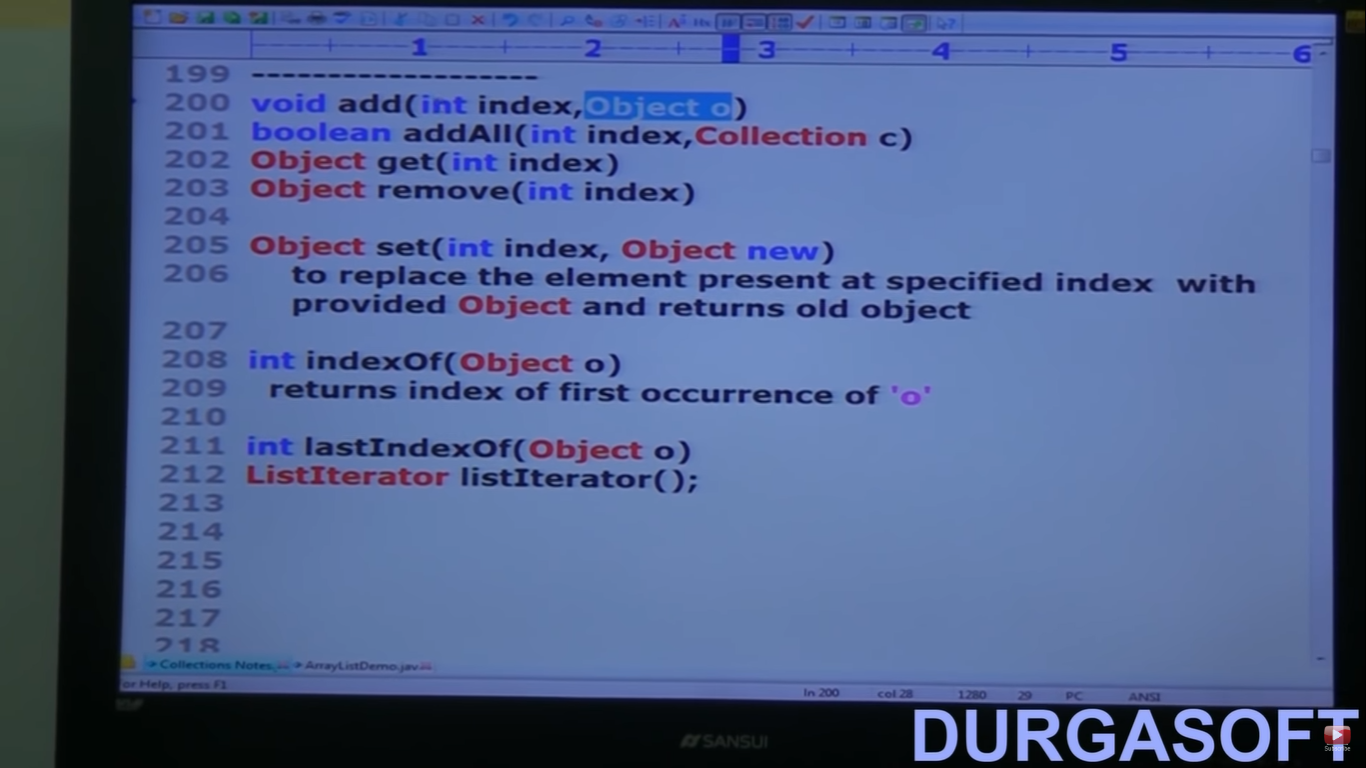 1 2 3 4 5 6
199 -------------------
200 void add(int index,Object o)
201 boolean addAll(int index,Collection c)
202 Object get(int index)
203 Object remove(int index)
204
205 Object set(int index, Object new)
206 to replace the element present at specified index with
provided Object and returns old object
207
208 int indexOf(Object o)
209 returns index of first occurrence of 'o'
210
211 int lastIndexOf(Object o)
212 ListIterator listIterator();
213
214
215
216
217
218
Collections Notes ArrayListDemo.jav
or Help, press F1 ln 200 col 28 1280 29 PC ANSI
SANSUI
DURGASOFT
Subscribe